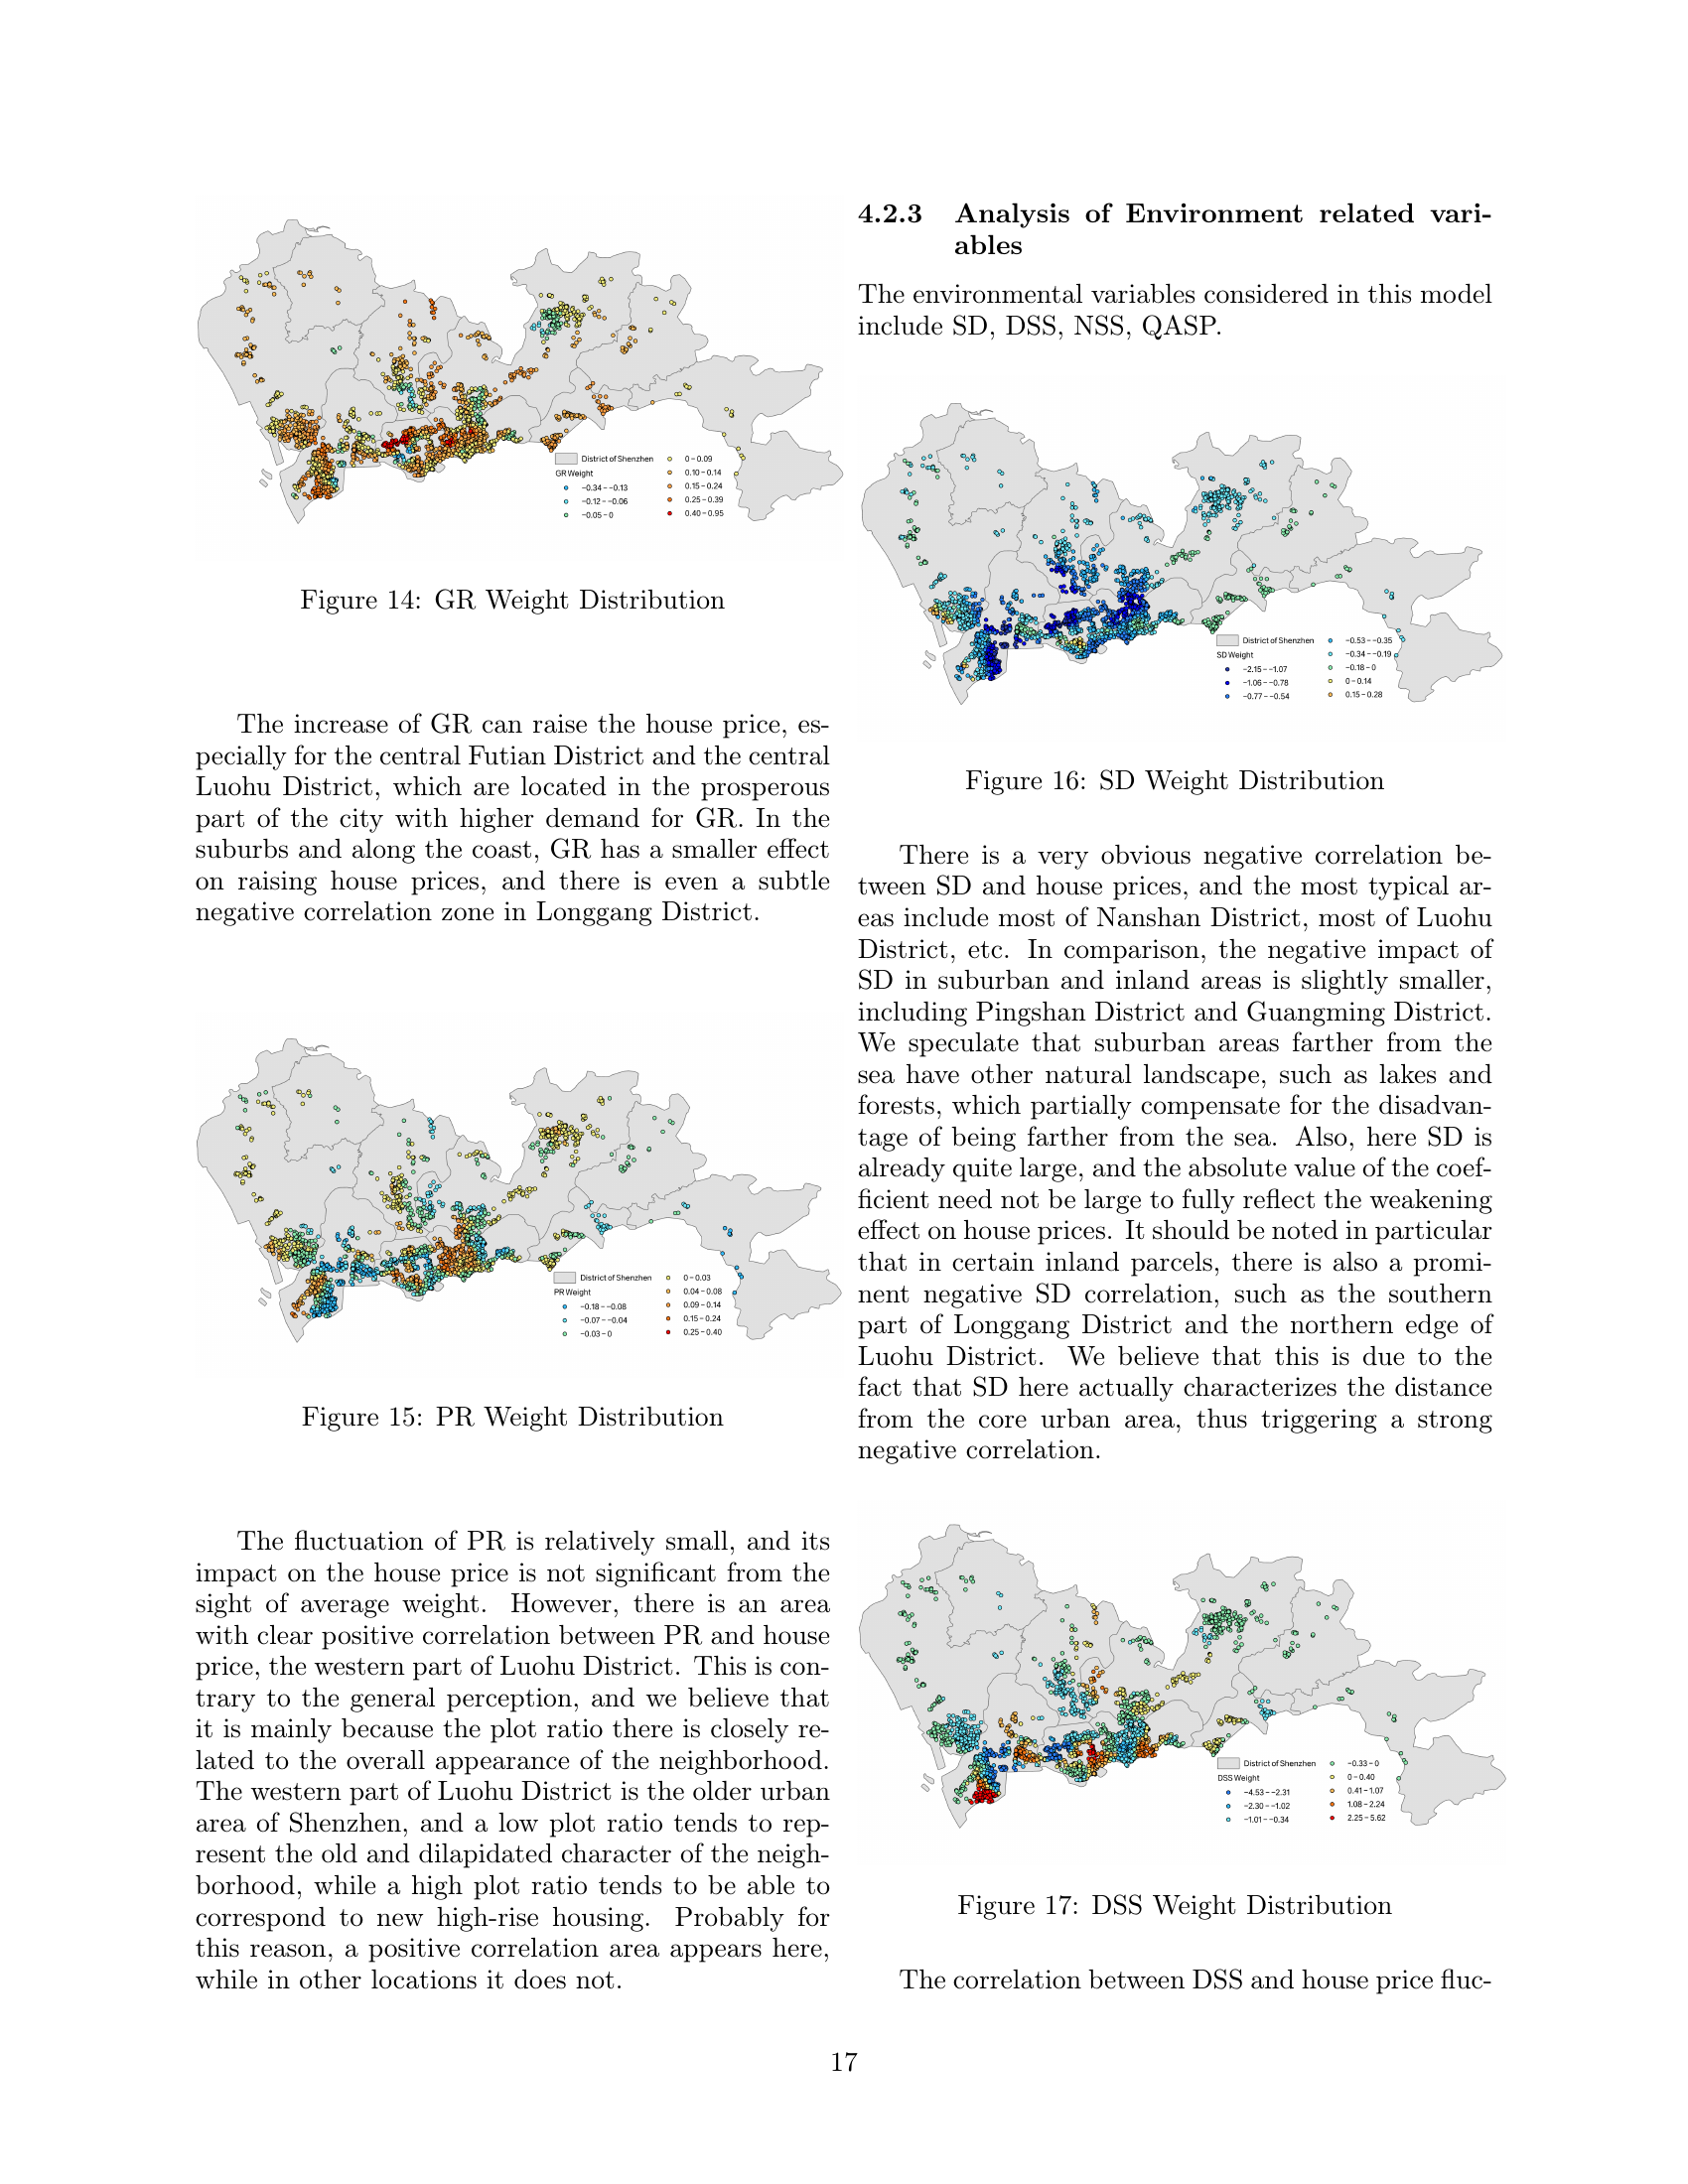 District of Shenzhen
GR Weight
−0.34 – −0.13
−0.12 – −0.06
−0.05 – 0
0 – 0.09
0.10 – 0.14
0.15 – 0.24
0.25 – 0.39
0.40 – 0.95
Figure 14: GR Weight Distribution
The increase of GR can raise the house price, es-
pecially for the central Futian District and the central
Luohu District, which are located in the prosperous
part of the city with higher demand for GR. In the
suburbs and along the coast, GR has a smaller effect
on raising house prices, and there is even a subtle
negative correlation zone in Longgang District.
District of Shenzhen
PR Weight
−0.18 – −0.08
−0.07 – −0.04
−0.03 – 0
0 – 0.03
0.04 – 0.08
0.09 – 0.14
0.15 – 0.24
0.25 – 0.40
Figure 15: PR Weight Distribution
The fluctuation of PR is relatively small, and its
impact on the house price is not significant from the
sight of average weight. However, there is an area
with clear positive correlation between PR and house
price, the western part of Luohu District. This is con-
trary to the general perception, and we believe that
it is mainly because the plot ratio there is closely re-
lated to the overall appearance of the neighborhood.
The western part of Luohu District is the older urban
area of Shenzhen, and a low plot ratio tends to rep-
resent the old and dilapidated character of the neigh-
borhood, while a high plot ratio tends to be able to
correspond to new high-rise housing. Probably for
this reason, a positive correlation area appears here,
while in other locations it does not.
4.2.3 Analysis of Environment related vari-
ables
The environmental variables considered in this model
include SD, DSS, NSS, QASP.
District of Shenzhen
SD Weight
−2.15 – −1.07
−1.06 – −0.78
−0.77 – −0.54
−0.53 – −0.35
−0.34 – −0.19
−0.18 – 0
0 – 0.14
0.15 – 0.28
Figure 16: SD Weight Distribution
There is a very obvious negative correlation be-
tween SD and house prices, and the most typical ar-
eas include most of Nanshan District, most of Luohu
District, etc. In comparison, the negative impact of
SD in suburban and inland areas is slightly smaller,
including Pingshan District and Guangming District.
We speculate that suburban areas farther from the
sea have other natural landscape, such as lakes and
forests, which partially compensate for the disadvan-
tage of being farther from the sea. Also, here SD is
already quite large, and the absolute value of the coef-
ficient need not be large to fully reflect the weakening
effect on house prices. It should be noted in particular
that in certain inland parcels, there is also a promi-
nent negative SD correlation, such as the southern
part of Longgang District and the northern edge of
Luohu District. We believe that this is due to the
fact that SD here actually characterizes the distance
from the core urban area, thus triggering a strong
negative correlation.
District of Shenzhen
DSS Weight
−4.53 – −2.31
−2.30 – −1.02
−1.01 – −0.34
−0.33 – 0
0 – 0.40
0.41 – 1.07
1.08 – 2.24
2.25 – 5.62
Figure 17: DSS Weight Distribution
The correlation between DSS and house price fluc-
17